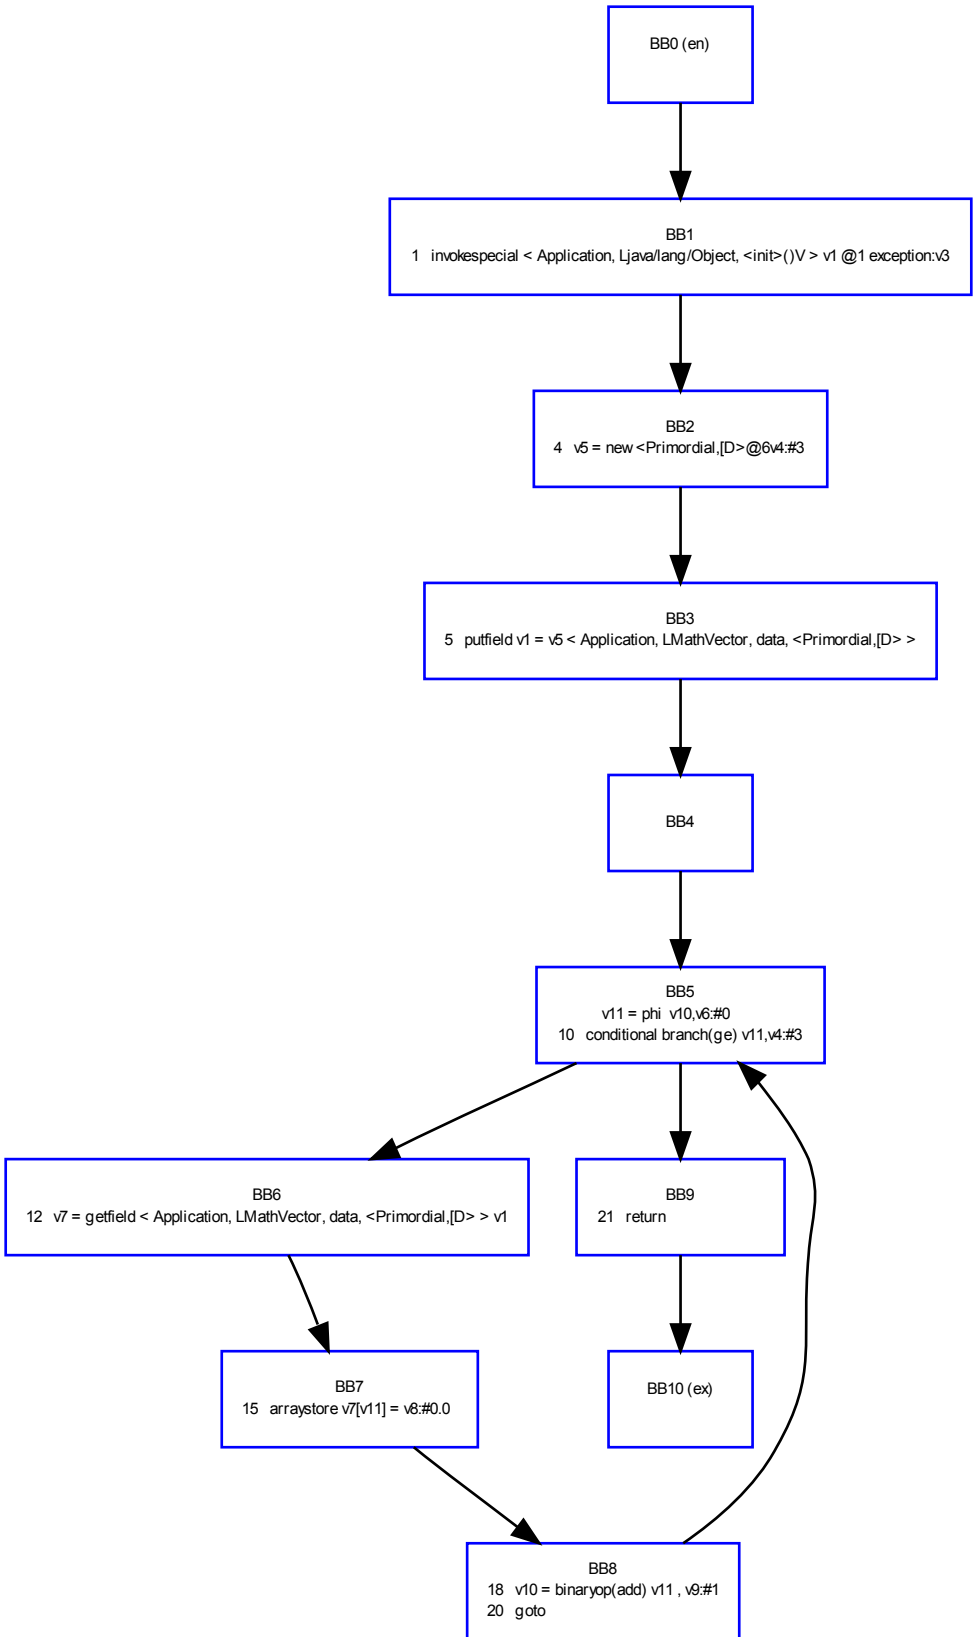 BB0 (en)
BB1
1 invokespecial < Application, Ljava/lang/Object, <init>()V > v1 @1 exception:v3
BB2
4 v5 = new <Primordial,[D>@6v4:#3
BB3
5 putfield v1 = v5 < Application, LMathVector, data, <Primordial,[D> >
BB4
BB5
v11 = phi v10,v6:#0
10 conditional branch(ge) v11,v4:#3
BB6
12 v7 = getfield < Application, LMathVector, data, <Primordial,[D> > v1
BB9
21 return
BB7
15 arraystore v7[v11] = v8:#0.0
BB10 (ex)
BB8
18 v10 = binaryop(add) v11 , v9:#1
20 goto